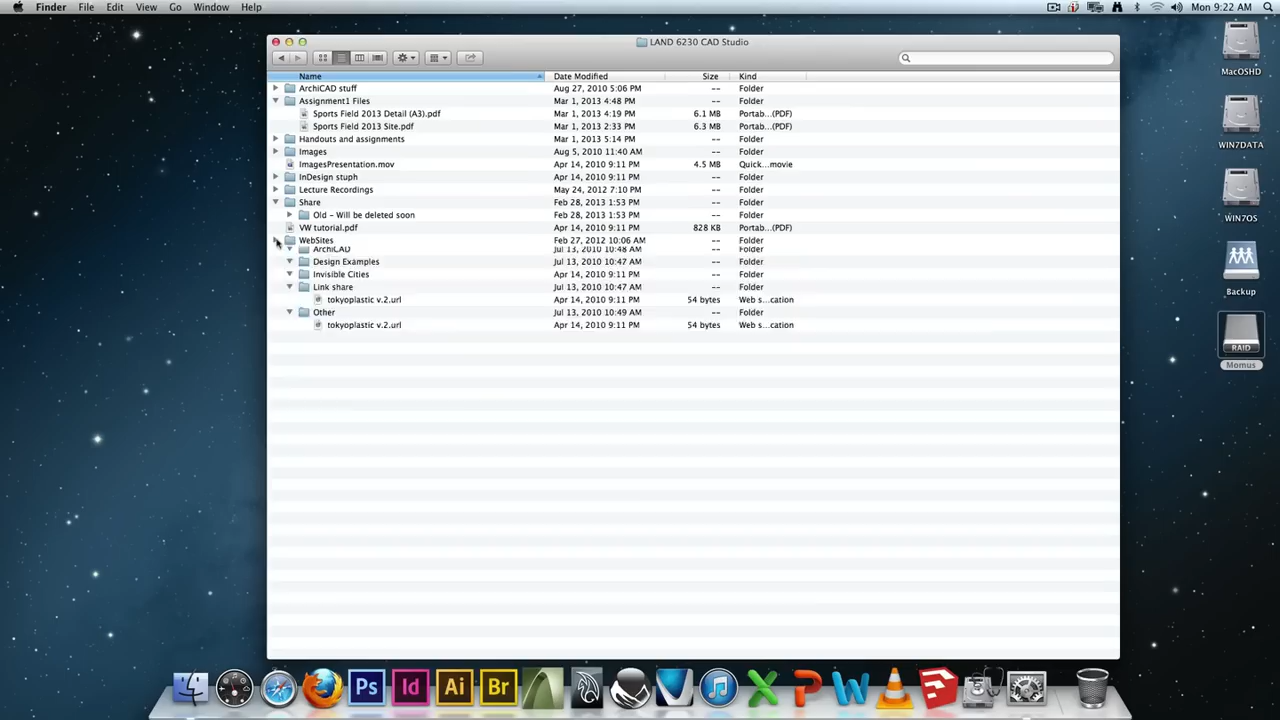 Finder File Edit View Go Window Help Mon 9:22 AM
LAND 6230 CAD Studio
Name Date Modified Size Kind
ArchiCAD stuff Aug 27, 2010 5:06 PM -- Folder
Assignment1 Files Mar 1, 2013 4:48 PM -- Folder
Sports Field 2013 Detail (A3).pdf Mar 1, 2013 4:19 PM 6.1 MB Portab...(PDF)
Sports Field 2013 Site.pdf Mar 1, 2013 2:33 PM 6.3 MB Portab...(PDF)
Handouts and assignments Mar 1, 2013 5:14 PM -- Folder
Images Aug 5, 2010 11:40 AM -- Folder
ImagesPresentation.mov Apr 14, 2010 9:11 PM 4.5 MB Quick...movie
InDesign stuph Apr 14, 2010 9:11 PM -- Folder
Lecture Recordings May 24, 2012 7:10 PM -- Folder
Share Feb 28, 2013 1:53 PM -- Folder
Old - Will be deleted soon Feb 28, 2013 1:53 PM -- Folder
VW tutorial.pdf Apr 14, 2010 9:11 PM 828 KB Portab...(PDF)
WebSites Feb 27, 2012 10:06 AM -- Folder
ArchiCAD Jul 13, 2010 10:48 AM -- Folder
Design Examples Jul 13, 2010 10:47 AM -- Folder
Invisible Cities Apr 14, 2010 9:11 PM -- Folder
Link share Jul 13, 2010 10:47 AM -- Folder
tokyoplastic v.2.url Apr 14, 2010 9:11 PM 54 bytes Web s...cation
Other Jul 13, 2010 10:49 AM -- Folder
tokyoplastic v.2.url Apr 14, 2010 9:11 PM 54 bytes Web s...cation
MacOSHD
WIN7DATA
WIN7OS
Backup
RAID
Momus
Ps Id Ai Br